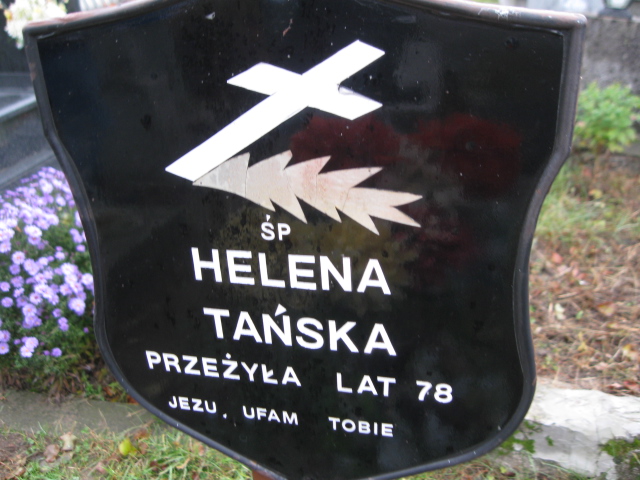 ŚP
HELENA
TAŃSKA
PRZEŻYŁA LAT 78
JEZU, UFAM TOBIE